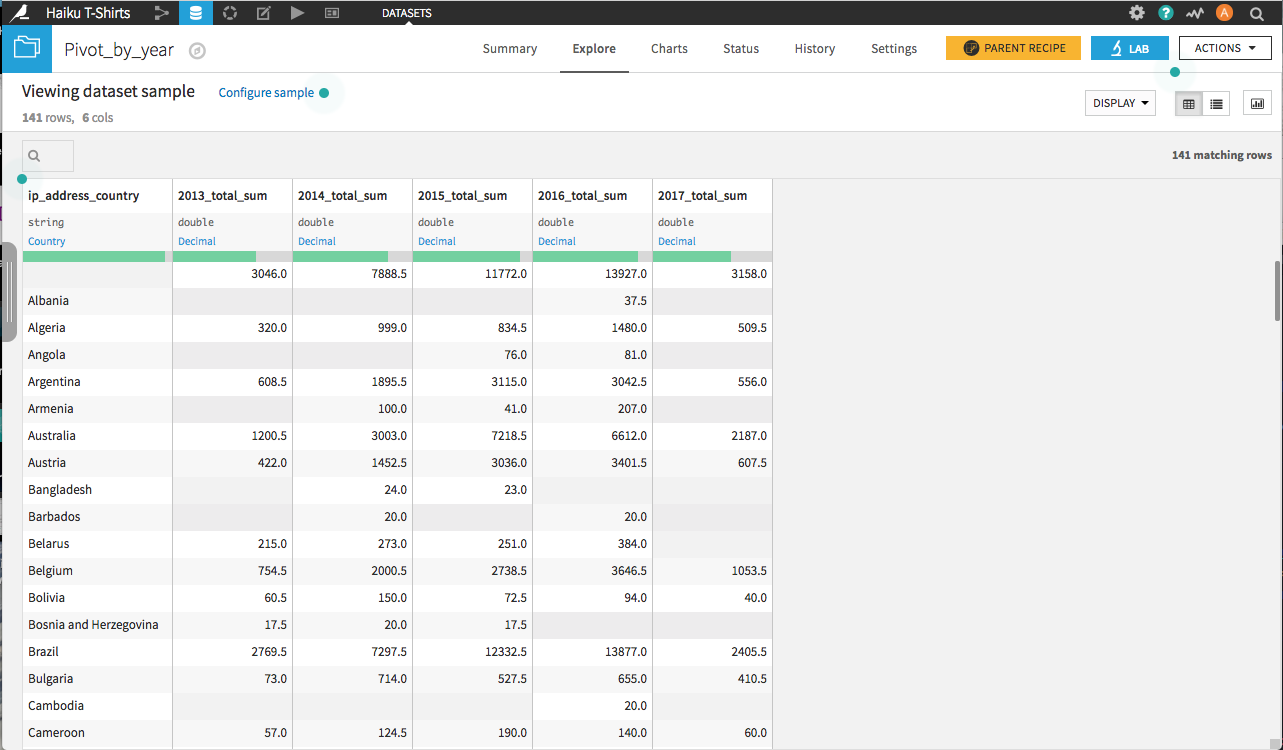 Haiku T-Shirts DATASETS ? A
Pivot_by_year Summary Explore Charts Status History Settings PARENT RECIPE LAB ACTIONS
Viewing dataset sample Configure sample DISPLAY
141 rows, 6 cols
141 matching rows
ip_address_country 2013_total_sum 2014_total_sum 2015_total_sum 2016_total_sum 2017_total_sum
string double double double double double
Country Decimal Decimal Decimal Decimal Decimal
3046.0 7888.5 11772.0 13927.0 3158.0
Albania 37.5
Algeria 320.0 999.0 834.5 1480.0 509.5
Angola 76.0 81.0
Argentina 608.5 1895.5 3115.0 3042.5 556.0
Armenia 100.0 41.0 207.0
Australia 1200.5 3003.0 7218.5 6612.0 2187.0
Austria 422.0 1452.5 3036.0 3401.5 607.5
Bangladesh 24.0 23.0
Barbados 20.0 20.0
Belarus 215.0 273.0 251.0 384.0
Belgium 754.5 2000.5 2738.5 3646.5 1053.5
Bolivia 60.5 150.0 72.5 94.0 40.0
Bosnia and Herzegovina 17.5 20.0 17.5
Brazil 2769.5 7297.5 12332.5 13877.0 2405.5
Bulgaria 73.0 714.0 527.5 655.0 410.5
Cambodia 20.0
Cameroon 57.0 124.5 190.0 140.0 60.0